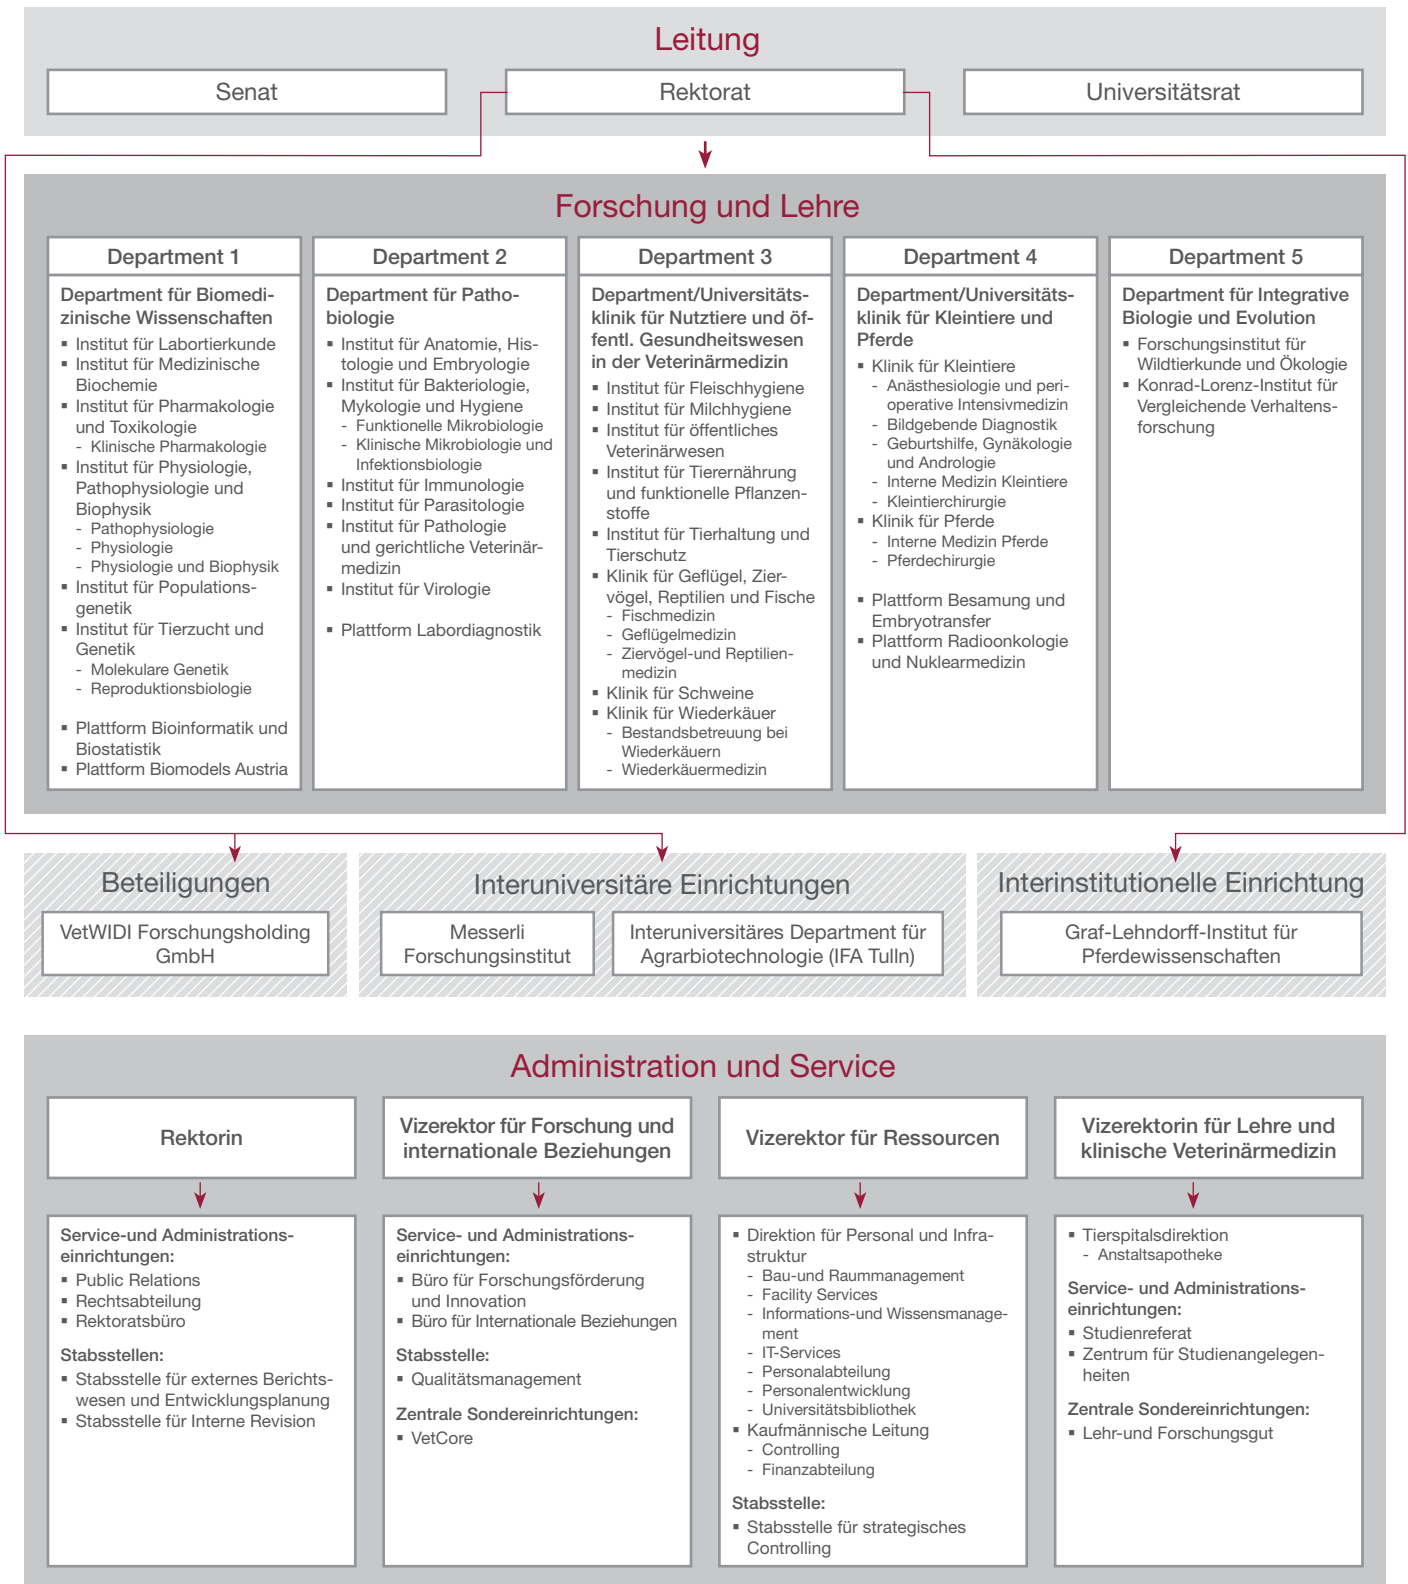 Leitung
Senat
Rektorat
Universitätsrat
Forschung und Lehre
Department 1
Department für Biomedi-
zinische Wissenschaften
▪ Institut für Labortierkunde
▪ Institut für Medizinische
Biochemie
▪ Institut für Pharmakologie
und Toxikologie
- Klinische Pharmakologie
▪ Institut für Physiologie,
Pathophysiologie und
Biophysik
- Pathophysiologie
- Physiologie
- Physiologie und Biophysik
▪ Institut für Populations-
genetik
▪ Institut für Tierzucht und
Genetik
- Molekulare Genetik
- Reproduktionsbiologie
▪ Plattform Bioinformatik und
Biostatistik
▪ Plattform Biomodels Austria
Department 2
Department für Patho-
biologie
▪ Institut für Anatomie, His-
tologie und Embryologie
▪ Institut für Bakteriologie,
Mykologie und Hygiene
- Funktionelle Mikrobiologie
- Klinische Mikrobiologie und
Infektionsbiologie
▪ Institut für Immunologie
▪ Institut für Parasitologie
▪ Institut für Pathologie
und gerichtliche Veterinär-
medizin
▪ Institut für Virologie
▪ Plattform Labordiagnostik
Department 3
Department/Universitäts-
klinik für Nutztiere und öf-
fentl. Gesundheitswesen
in der Veterinärmedizin
▪ Institut für Fleischhygiene
▪ Institut für Milchhygiene
▪ Institut für öffentliches
Veterinärwesen
▪ Institut für Tierernährung
und funktionelle Pflanzen-
stoffe
▪ Institut für Tierhaltung und
Tierschutz
▪ Klinik für Geflügel, Zier-
vögel, Reptilien und Fische
- Fischmedizin
- Geflügelmedizin
- Ziervögel-und Reptilien-
medizin
▪ Klinik für Schweine
▪ Klinik für Wiederkäuer
- Bestandsbetreuung bei
Wiederkäuern
- Wiederkäuermedizin
Department 4
Department/Universitäts-
klinik für Kleintiere und
Pferde
▪ Klinik für Kleintiere
- Anästhesiologie und peri-
operative Intensivmedizin
- Bildgebende Diagnostik
- Geburtshilfe, Gynäkologie
und Andrologie
- Interne Medizin Kleintiere
- Kleintierchirurgie
▪ Klinik für Pferde
- Interne Medizin Pferde
- Pferdechirurgie
▪ Plattform Besamung und
Embryotransfer
▪ Plattform Radioonkologie
und Nuklearmedizin
Department 5
Department für Integrative
Biologie und Evolution
▪ Forschungsinstitut für
Wildtierkunde und Ökologie
▪ Konrad-Lorenz-Institut für
Vergleichende Verhaltens-
forschung
Beteiligungen
VetWIDI Forschungsholding
GmbH
Interuniversitäre Einrichtungen
Messerli
Forschungsinstitut
Interuniversitäres Department für
Agrarbiotechnologie (IFA Tulln)
Interinstitutionelle Einrichtung
Graf-Lehndorff-Institut für
Pferdewissenschaften
Administration und Service
Rektorin
Service-und Administrations-
einrichtungen:
▪ Public Relations
▪ Rechtsabteilung
▪ Rektoratsbüro
Stabsstellen:
▪ Stabsstelle für externes Berichts-
wesen und Entwicklungsplanung
▪ Stabsstelle für Interne Revision
Vizerektor für Forschung und
internationale Beziehungen
Service- und Administrations-
einrichtungen:
▪ Büro für Forschungsförderung
und Innovation
▪ Büro für Internationale Beziehungen
Stabsstelle:
▪ Qualitätsmanagement
Zentrale Sondereinrichtungen:
▪ VetCore
Vizerektor für Ressourcen
▪ Direktion für Personal und Infra-
struktur
- Bau-und Raummanagement
- Facility Services
- Informations-und Wissensmanage-
ment
- IT-Services
- Personalabteilung
- Personalentwicklung
- Universitätsbibliothek
▪ Kaufmännische Leitung
- Controlling
- Finanzabteilung
Stabsstelle:
▪ Stabsstelle für strategisches
Controlling
Vizerektorin für Lehre und
klinische Veterinärmedizin
▪ Tierspitalsdirektion
- Anstaltsapotheke
Service- und Administrations-
einrichtungen:
▪ Studienreferat
▪ Zentrum für Studienangelegen-
heiten
Zentrale Sondereinrichtungen:
▪ Lehr-und Forschungsgut